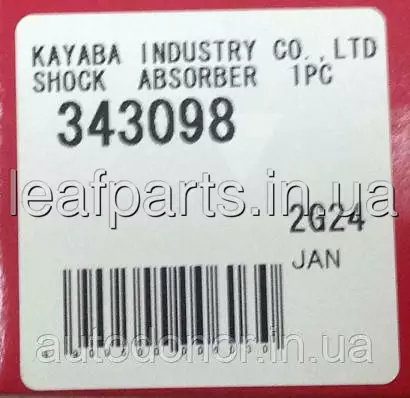 KAYABA INDUSTRY CO.,LTD
SHOCK ABSORBER 1PC
343098
leafparts.in.ua
2G24
JAN
autodonor.in.ua